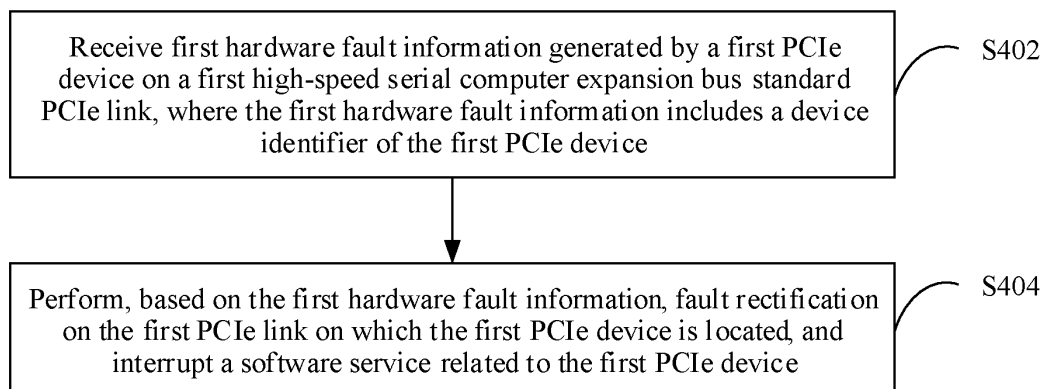 Receive first hardware fault information generated by a first PCIe
device on a first high-speed serial computer expansion bus standard
PCIe link, where the first hardware fault information includes a device
identifier of the first PCIe device
S402
Perform, based on the first hardware fault information, fault rectification
on the first PCIe link on which the first PCIe device is located, and
interrupt a software service related to the first PCIe device
S404